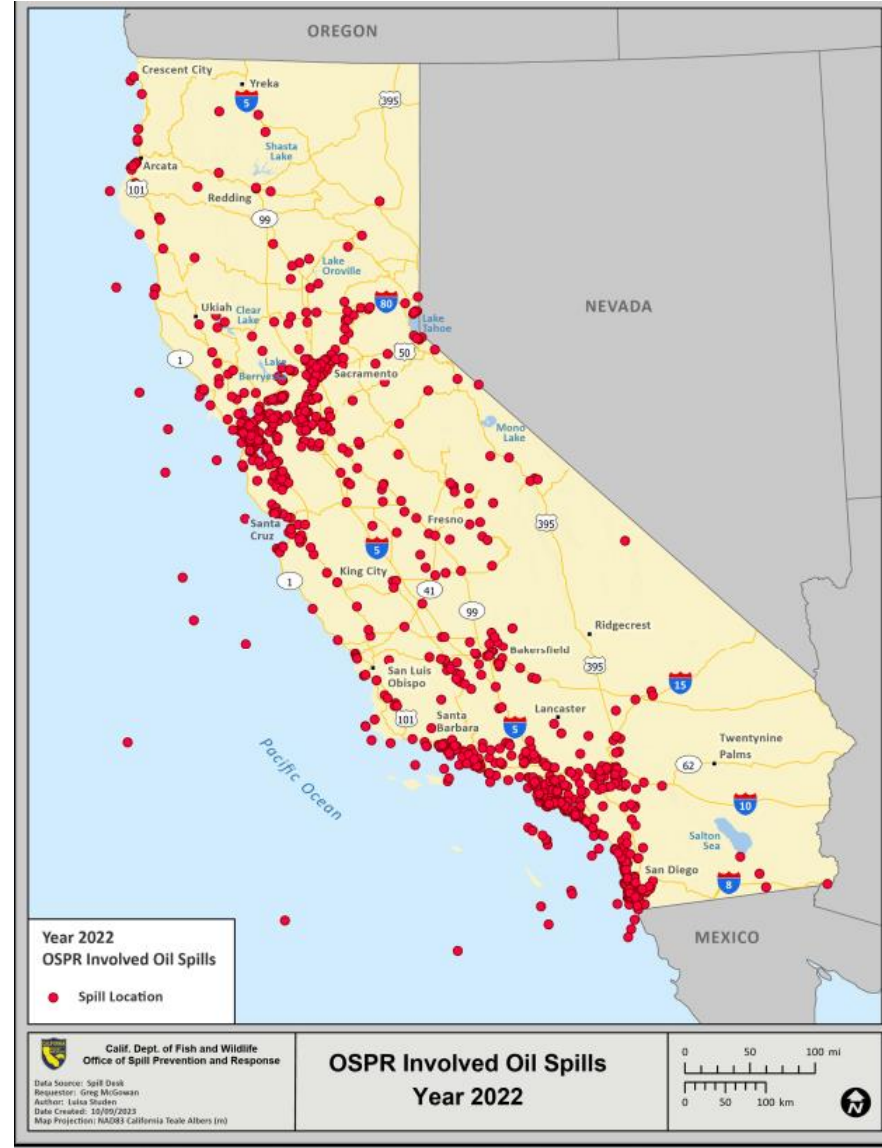 OREGON
Crescent City
Yreka
5
395
Shasta
Lake
Arcata
101
Redding
99
Lake
Oroville
NEVADA
80
Ukiah
Clear
Lake
Lake
Tahoe
1
50
Lake
Berryessa
Sacramento
Mono
Lake
Santa
Cruz
Fresno
395
5
King City
1
41
99
Ridgecrest
Bakersfield
395
San Luis
Obispo
15
Lancaster
101
Santa
Barbara
5
Twentynine
Palms
62
Pacific Ocean
10
Salton
Sea
San Diego
8
MEXICO
Year 2022
OSPR Involved Oil Spills
Spill Location
Calif. Dept. of Fish and Wildlife
Office of Spill Prevention and Response
Data Source: Spill Desk
Requestor: Greg McGowan
Author: Luisa Studen
Date Created: 10/09/2023
Map Projection: NAD83 California Teale Albers (m)
OSPR Involved Oil Spills
Year 2022
0 50 100 mi
0 50 100 km
N